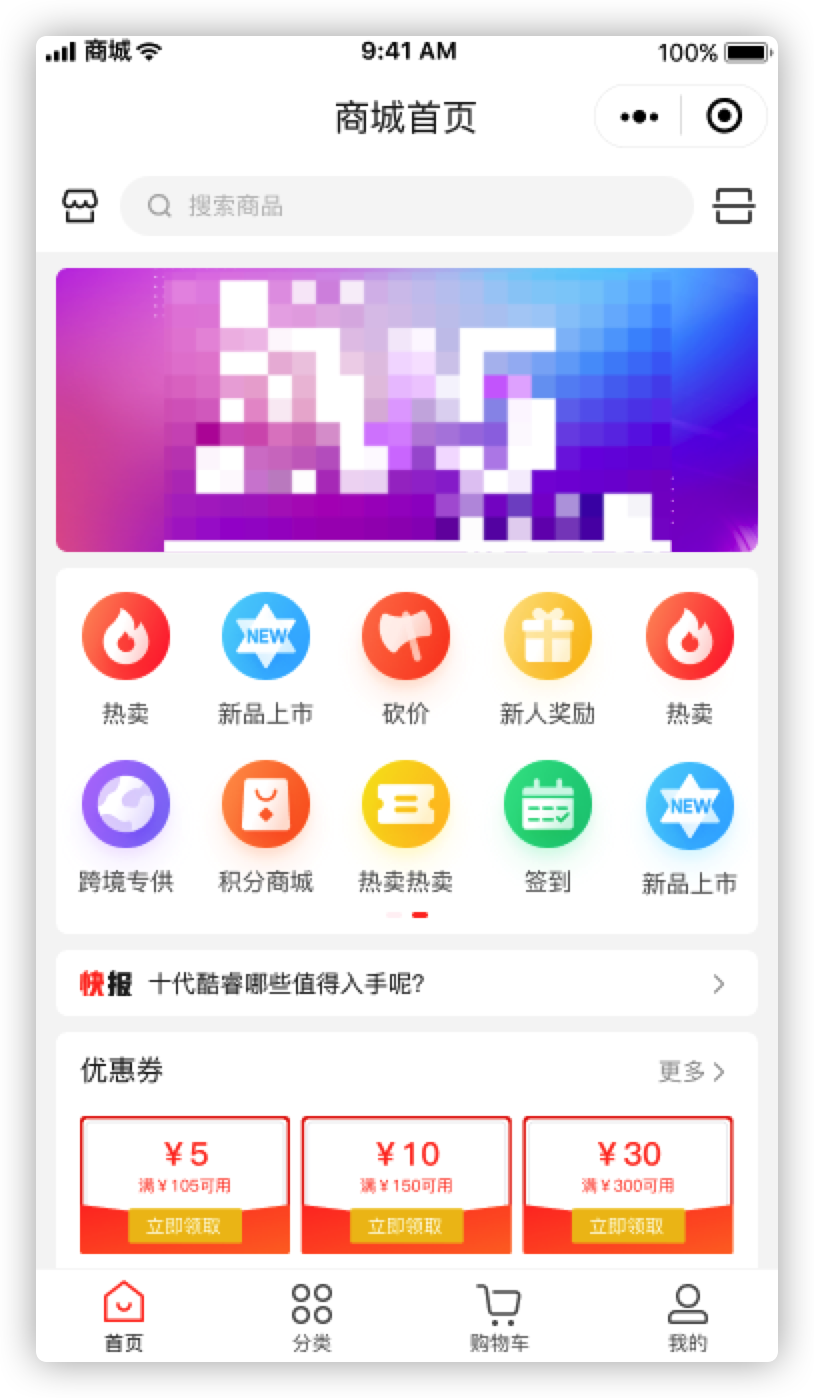 商城 9:41 AM 100%
商城首页
搜索商品
NEW
热卖 新品上市 砍价 新人奖励 热卖
NEW
跨境专供 积分商城 热卖热卖 签到 新品上市
快报 十代酷睿哪些值得入手呢?
优惠券 更多
¥5 ¥10 ¥30
满¥105可用 满¥150可用 满¥300可用
立即领取 立即领取 立即领取
首页 分类 购物车 我的